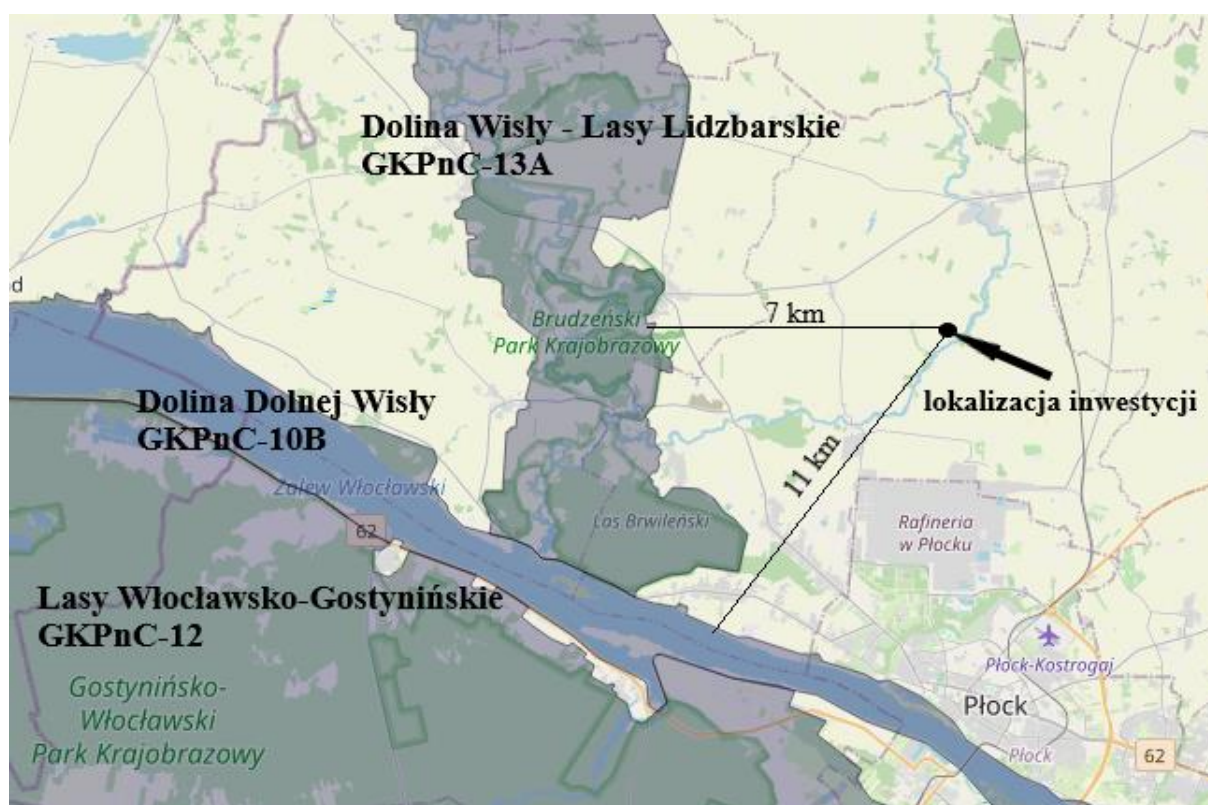 Dolina Wisły - Lasy Lidzbarskie
GKPnC-13A
d
Brudzeński
Park Krajobrazowy
7 km
lokalizacja inwestycji
Dolina Dolnej Wisły
GKPnC-10B
11 km
Zalew Włocławski
62
Las Brwileński
Rafineria
w Płocku
Lasy Włocławsko-Gostynińskie
GKPnC-12
Płock-Kostrogaj
Gostynińsko-
Włocławski
Park Krajobrazowy
Płock
Płock
62